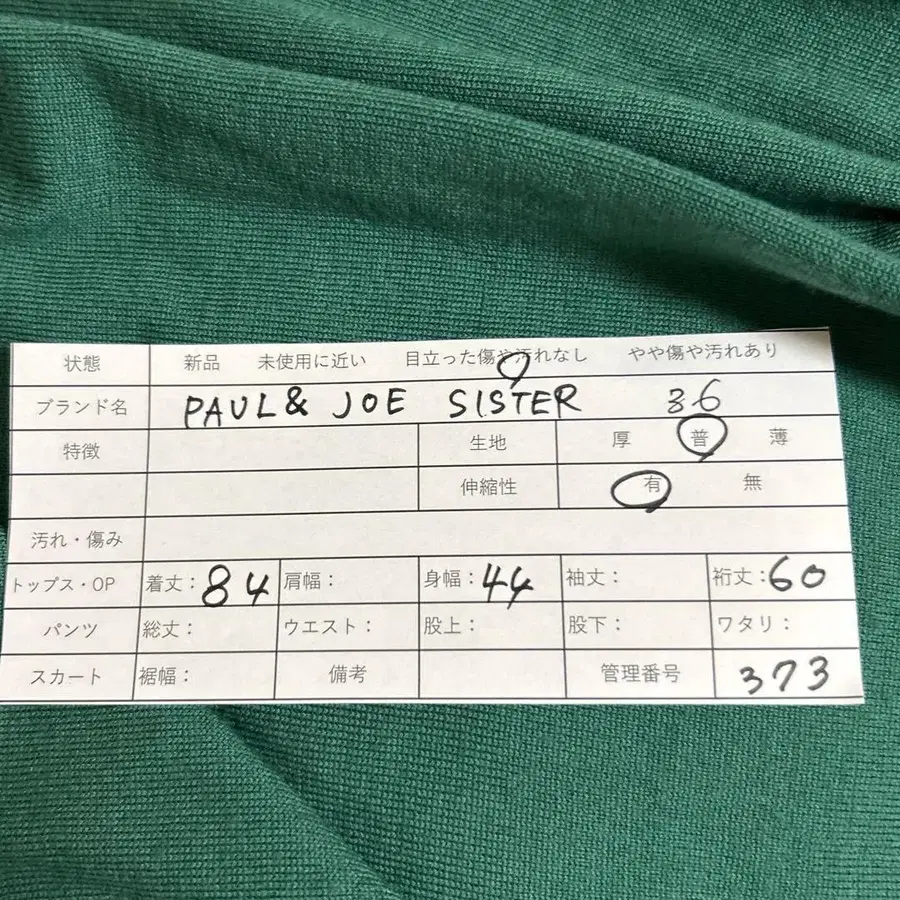 状態 新品 未使用に近い 目立った傷や汚れなし やや傷や汚れあり
ブランド名 PAUL& JOE SISTER 36
特徴 生地 厚 普 薄
伸縮性 有 無
汚れ・傷み
トップス・OP 着丈：84 肩幅： 身幅：44 袖丈： 裄丈：60
パンツ 総丈： ウエスト： 股上： 股下： ワタリ：
スカート 裾幅： 備考 管理番号 373